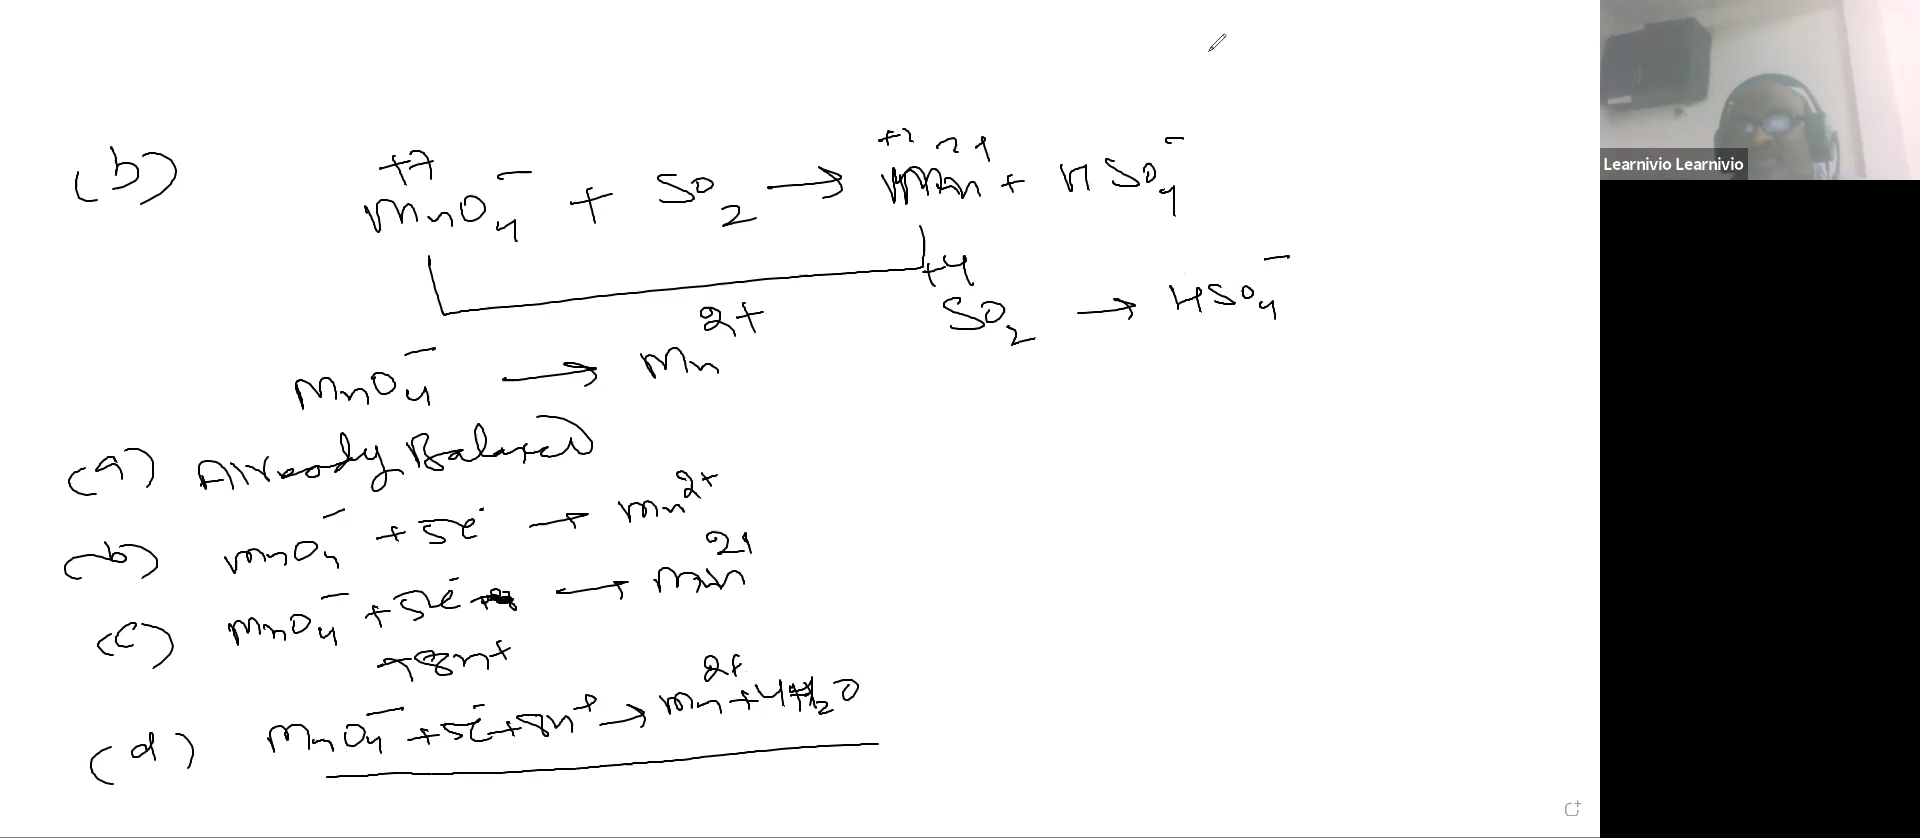 +7 +2
(b) MnO4⁻ + SO2 → Mn²⁺ + HSO4⁻
+4
SO2 → HSO4⁻
MnO4⁻ → Mn²⁺
(a) Already Balanced
(b) MnO4⁻ + 5e⁻ → Mn²⁺
(c) MnO4⁻ + 5e⁻ → Mn²⁺
+8H⁺
(d) MnO4⁻ + 5e⁻ + 8H⁺ → Mn²⁺ + 4H2O
Learnivio Learnivio